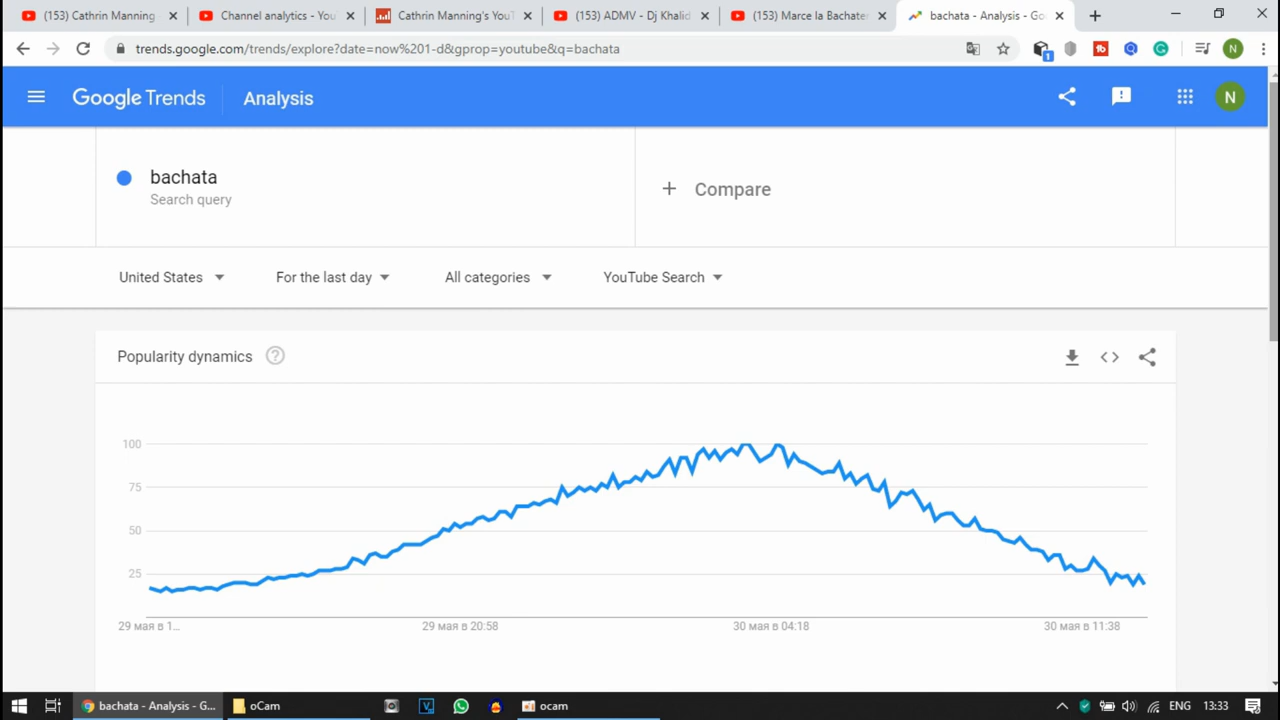 (153) Cathrin Manning
Channel analytics - You
Cathrin Manning's YouT
(153) ADMV - Dj Khalid
(153) Marce la Bachater
bachata - Analysis - Go
trends.google.com/trends/explore?date=now%201-d&gprop=youtube&q=bachata
1
N
Google Trends
Analysis
N
bachata
Search query
+ Compare
United States
For the last day
All categories
YouTube Search
Popularity dynamics
?
100
75
50
25
29 мая в 1...
29 мая в 20:58
30 мая в 04:18
30 мая в 11:38
bachata - Analysis - G...
oCam
ocam
ENG
13:33